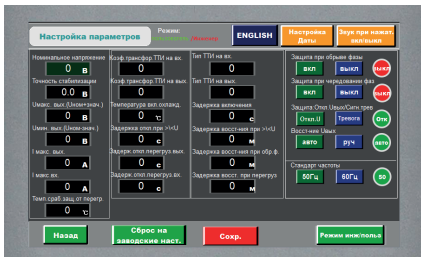 Настройка параметров
Режим:
ENGLISH
Настройка Даты
Звук при нажат. вкл/выкл
Номинальное напряжение
0 В
Точность стабилизации
0.0 В
Uмакс. вых.(Uном+знач.)
0 В
Uмин. вых.(Uном-знач.)
0 В
I макс. вых.
0 А
I макс вх.
0 А
Темп.сраб защ.от перегр.
0 ℃
Коэф трансфор ТТИ на вх.
0
Коэф трансфор ТТИ на вых.
0
Температура вкл.охлажд.
0 ℃
Задержка откл при >\<U
0 с
Задерж откл перегруз вых.
0 с
Задерж.откл.перегруз.вх.
0 с
Тип ТТИ на вх.
0
Тип ТТИ на вых.
0
Задержка включения
0 с
Задержка восст-ния при >\<U
0 м
Задержка восст-ния при обр.ф.
0 м
Задержка восст. при перегруз
0 м
Защита при обрыве фазы
вкл выкл выкл
Защита при чередовании фаз
вкл выкл выкл
Защита:Откл.Uвых/Сигн.трев
Откл.U Тревога Отк
Восст-ние Uвых
авто руч авто
Стандарт частоты
50Гц 60Гц 50
Назад
Сброс на
заводские наст.
Сохр.
Режим инж/польз